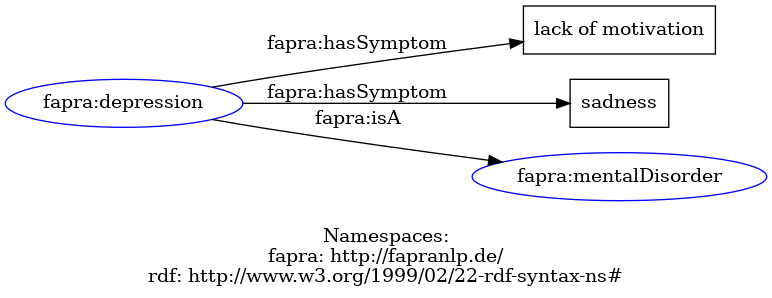 lack of motivation
fapra:hasSymptom
fapra:depression
fapra:hasSymptom
sadness
fapra:isA
fapra:mentalDisorder
Namespaces:
fapra: http://fapranlp.de/
rdf: http://www.w3.org/1999/02/22-rdf-syntax-ns#